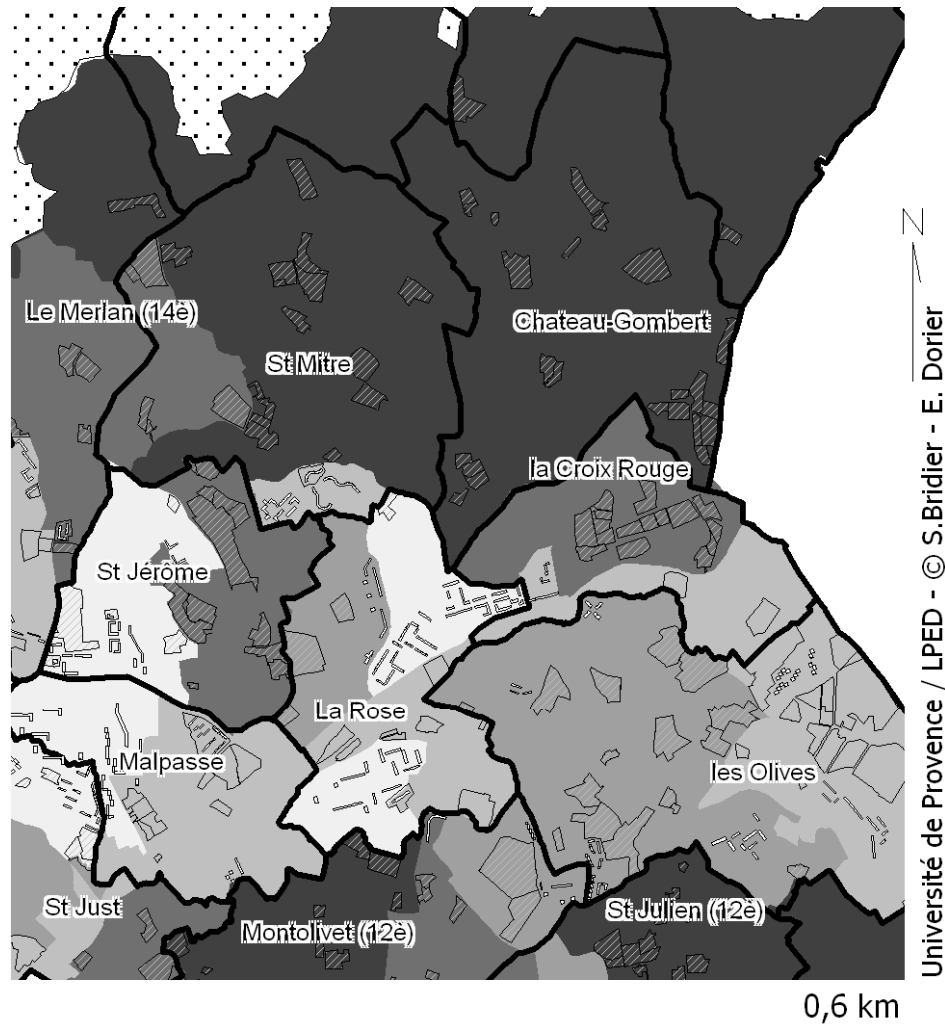 N
Le Merlan (14è)
Chateau-Gombert
St Mitre
la Croix Rouge
St Jérôme
La Rose
Malpasse
les Olives
St Just
St Julien (12è)
Montolivet (12è)
Université de Provence / LPED - © S.Bridier - E. Dorier
0,6 km